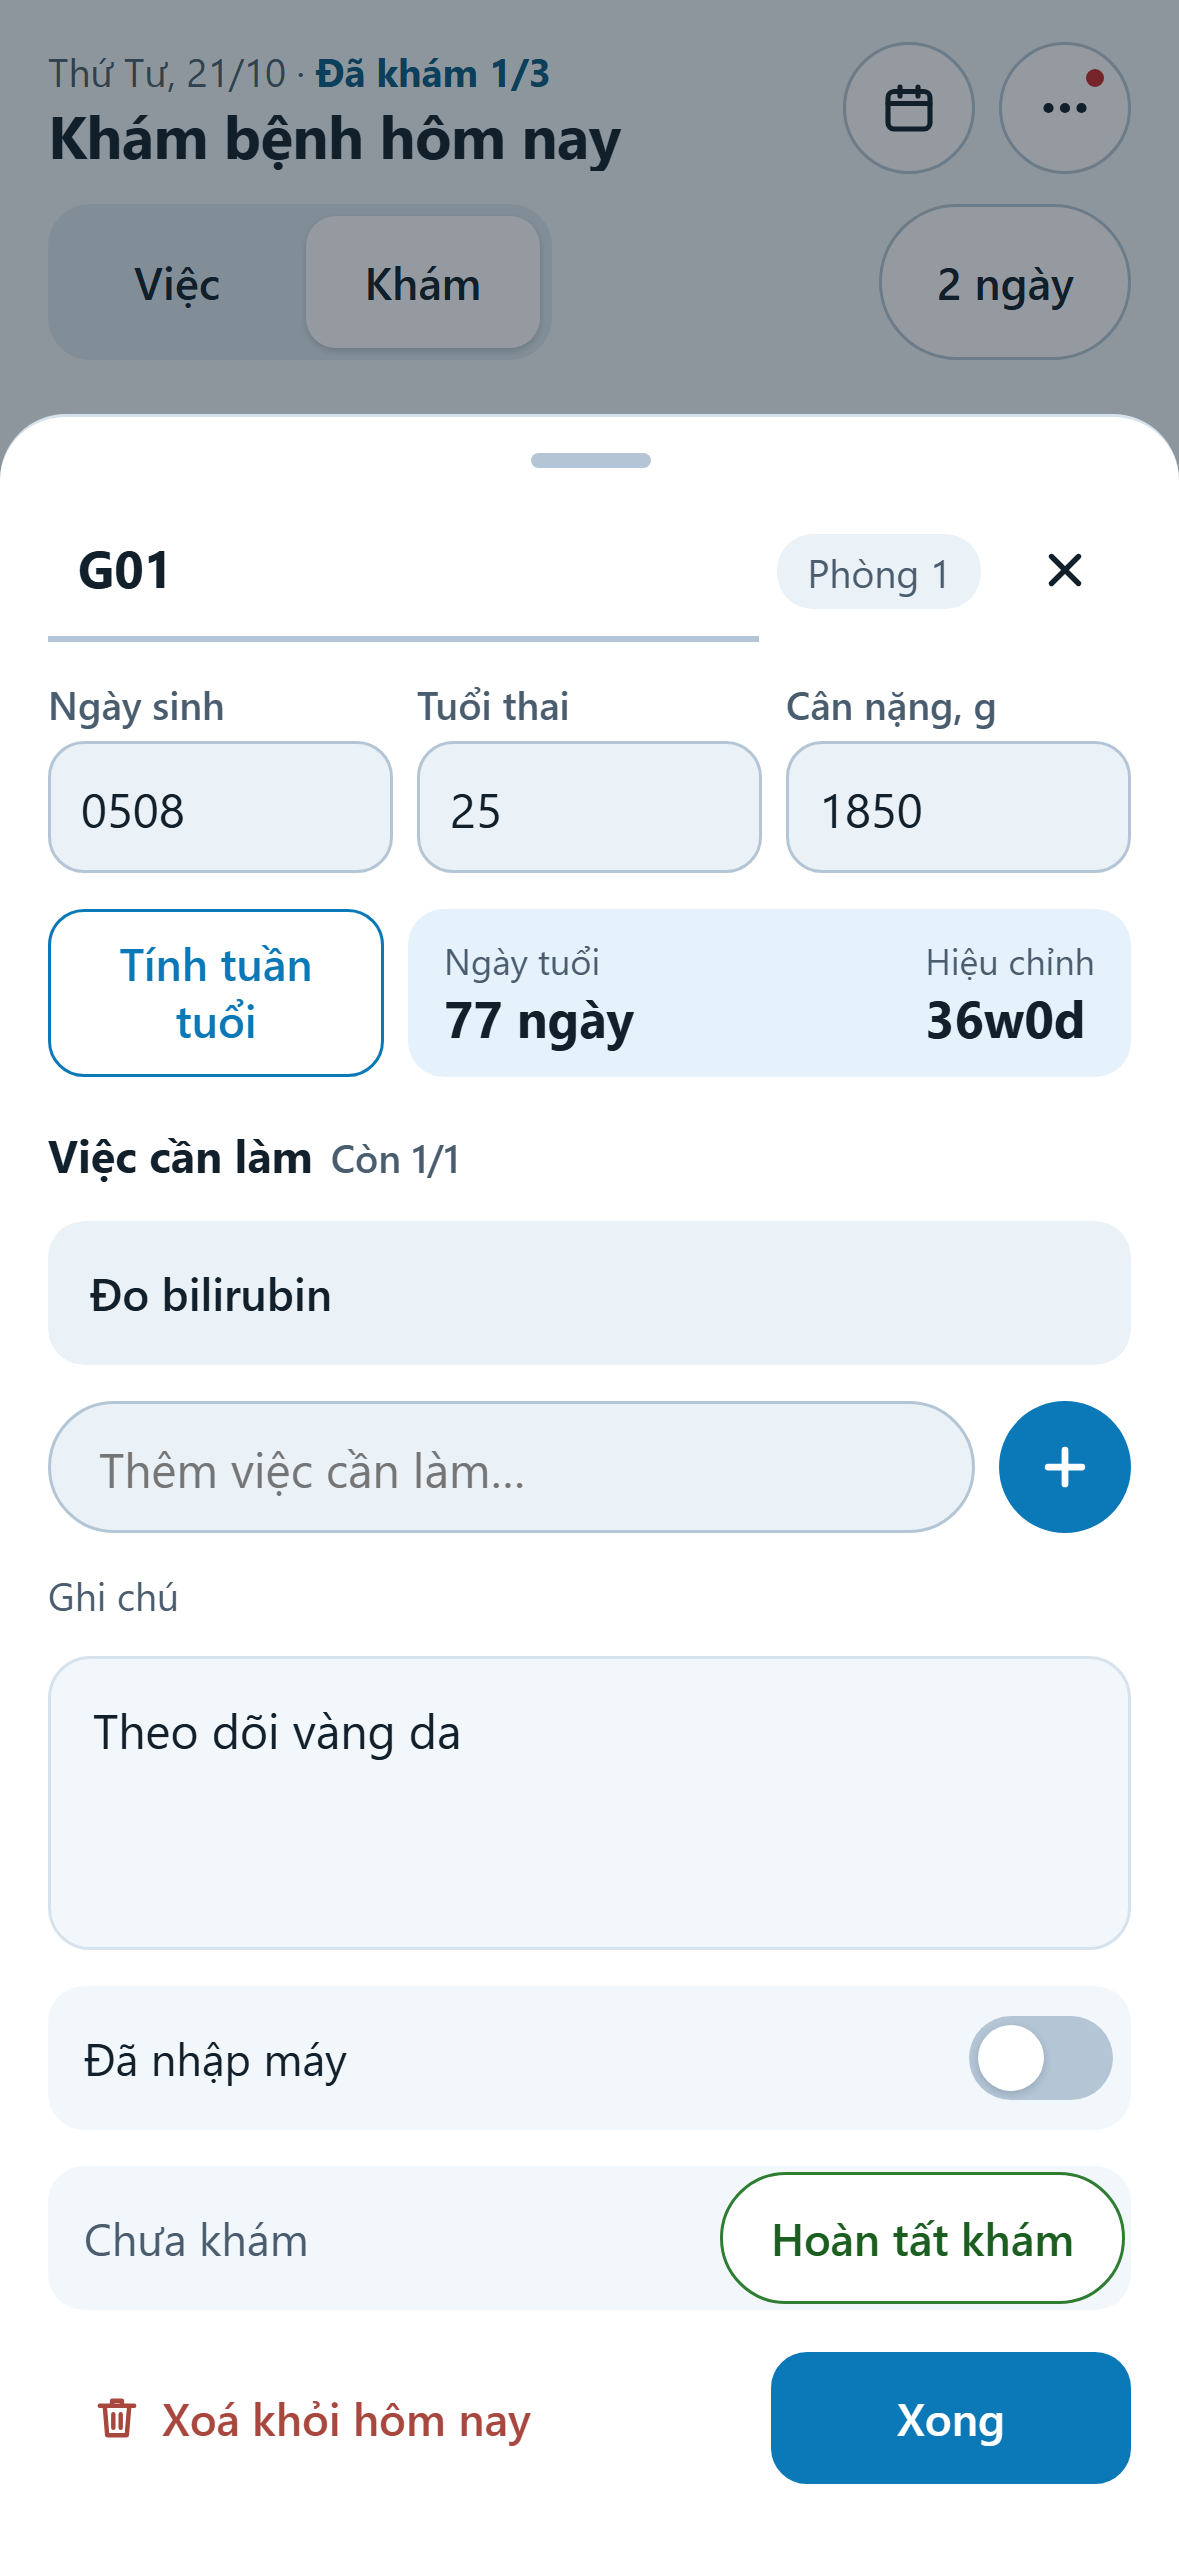 Thứ Tư, 21/10 · Đã khám 1/3
Khám bệnh hôm nay
Việc
Khám
2 ngày
G01
Phòng 1
Ngày sinh
Tuổi thai
Cân nặng, g
0508
25
1850
Tính tuần
tuổi
Ngày tuổi
77 ngày
Hiệu chỉnh
36w0d
Việc cần làm Còn 1/1
Đo bilirubin
Thêm việc cần làm...
Ghi chú
Theo dõi vàng da
Đã nhập máy
Chưa khám
Hoàn tất khám
Xoá khỏi hôm nay
Xong